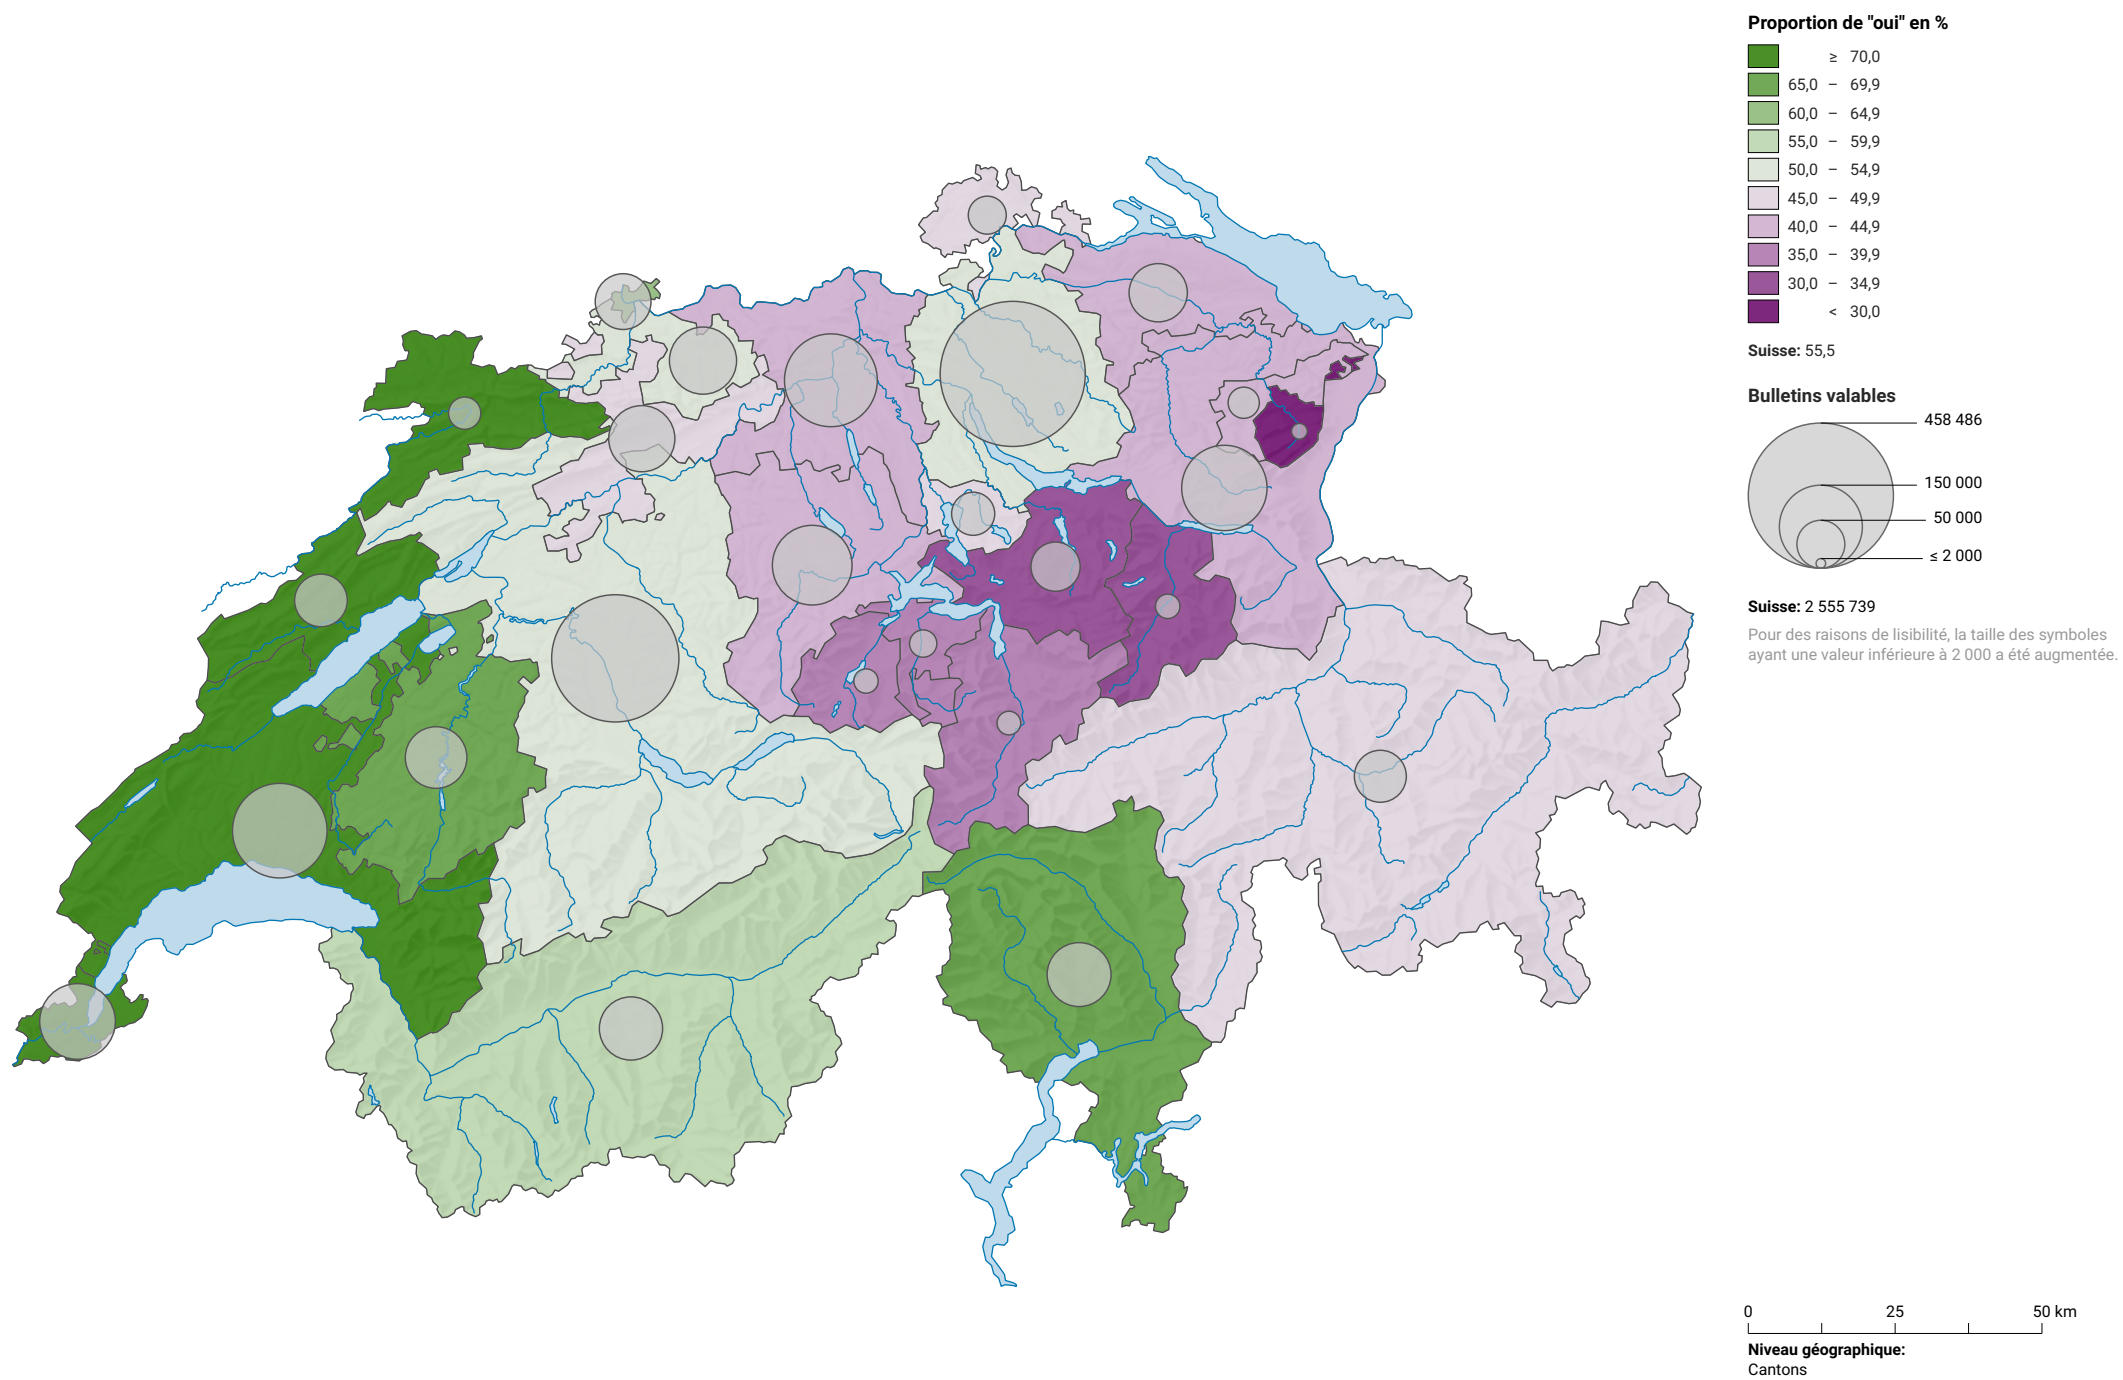 Proportion de "oui" en %
≥ 70,0
65,0 – 69,9
60,0 – 64,9
55,0 – 59,9
50,0 – 54,9
45,0 – 49,9
40,0 – 44,9
35,0 – 39,9
30,0 – 34,9
< 30,0
Suisse: 55,5
Bulletins valables
458 486
150 000
50 000
≤ 2 000
Suisse: 2 555 739
Pour des raisons de lisibilité, la taille des symboles
ayant une valeur inférieure à 2 000 a été augmentée.
0 25 50 km
Niveau géographique:
Cantons